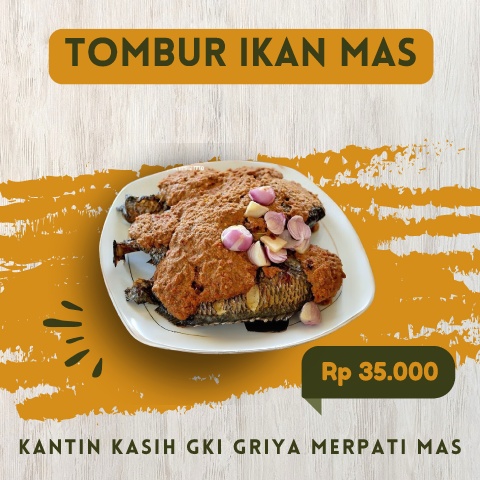 TOMBUR IKAN MAS
Rp 35.000
KANTIN KASIH GKI GRIYA MERPATI MAS